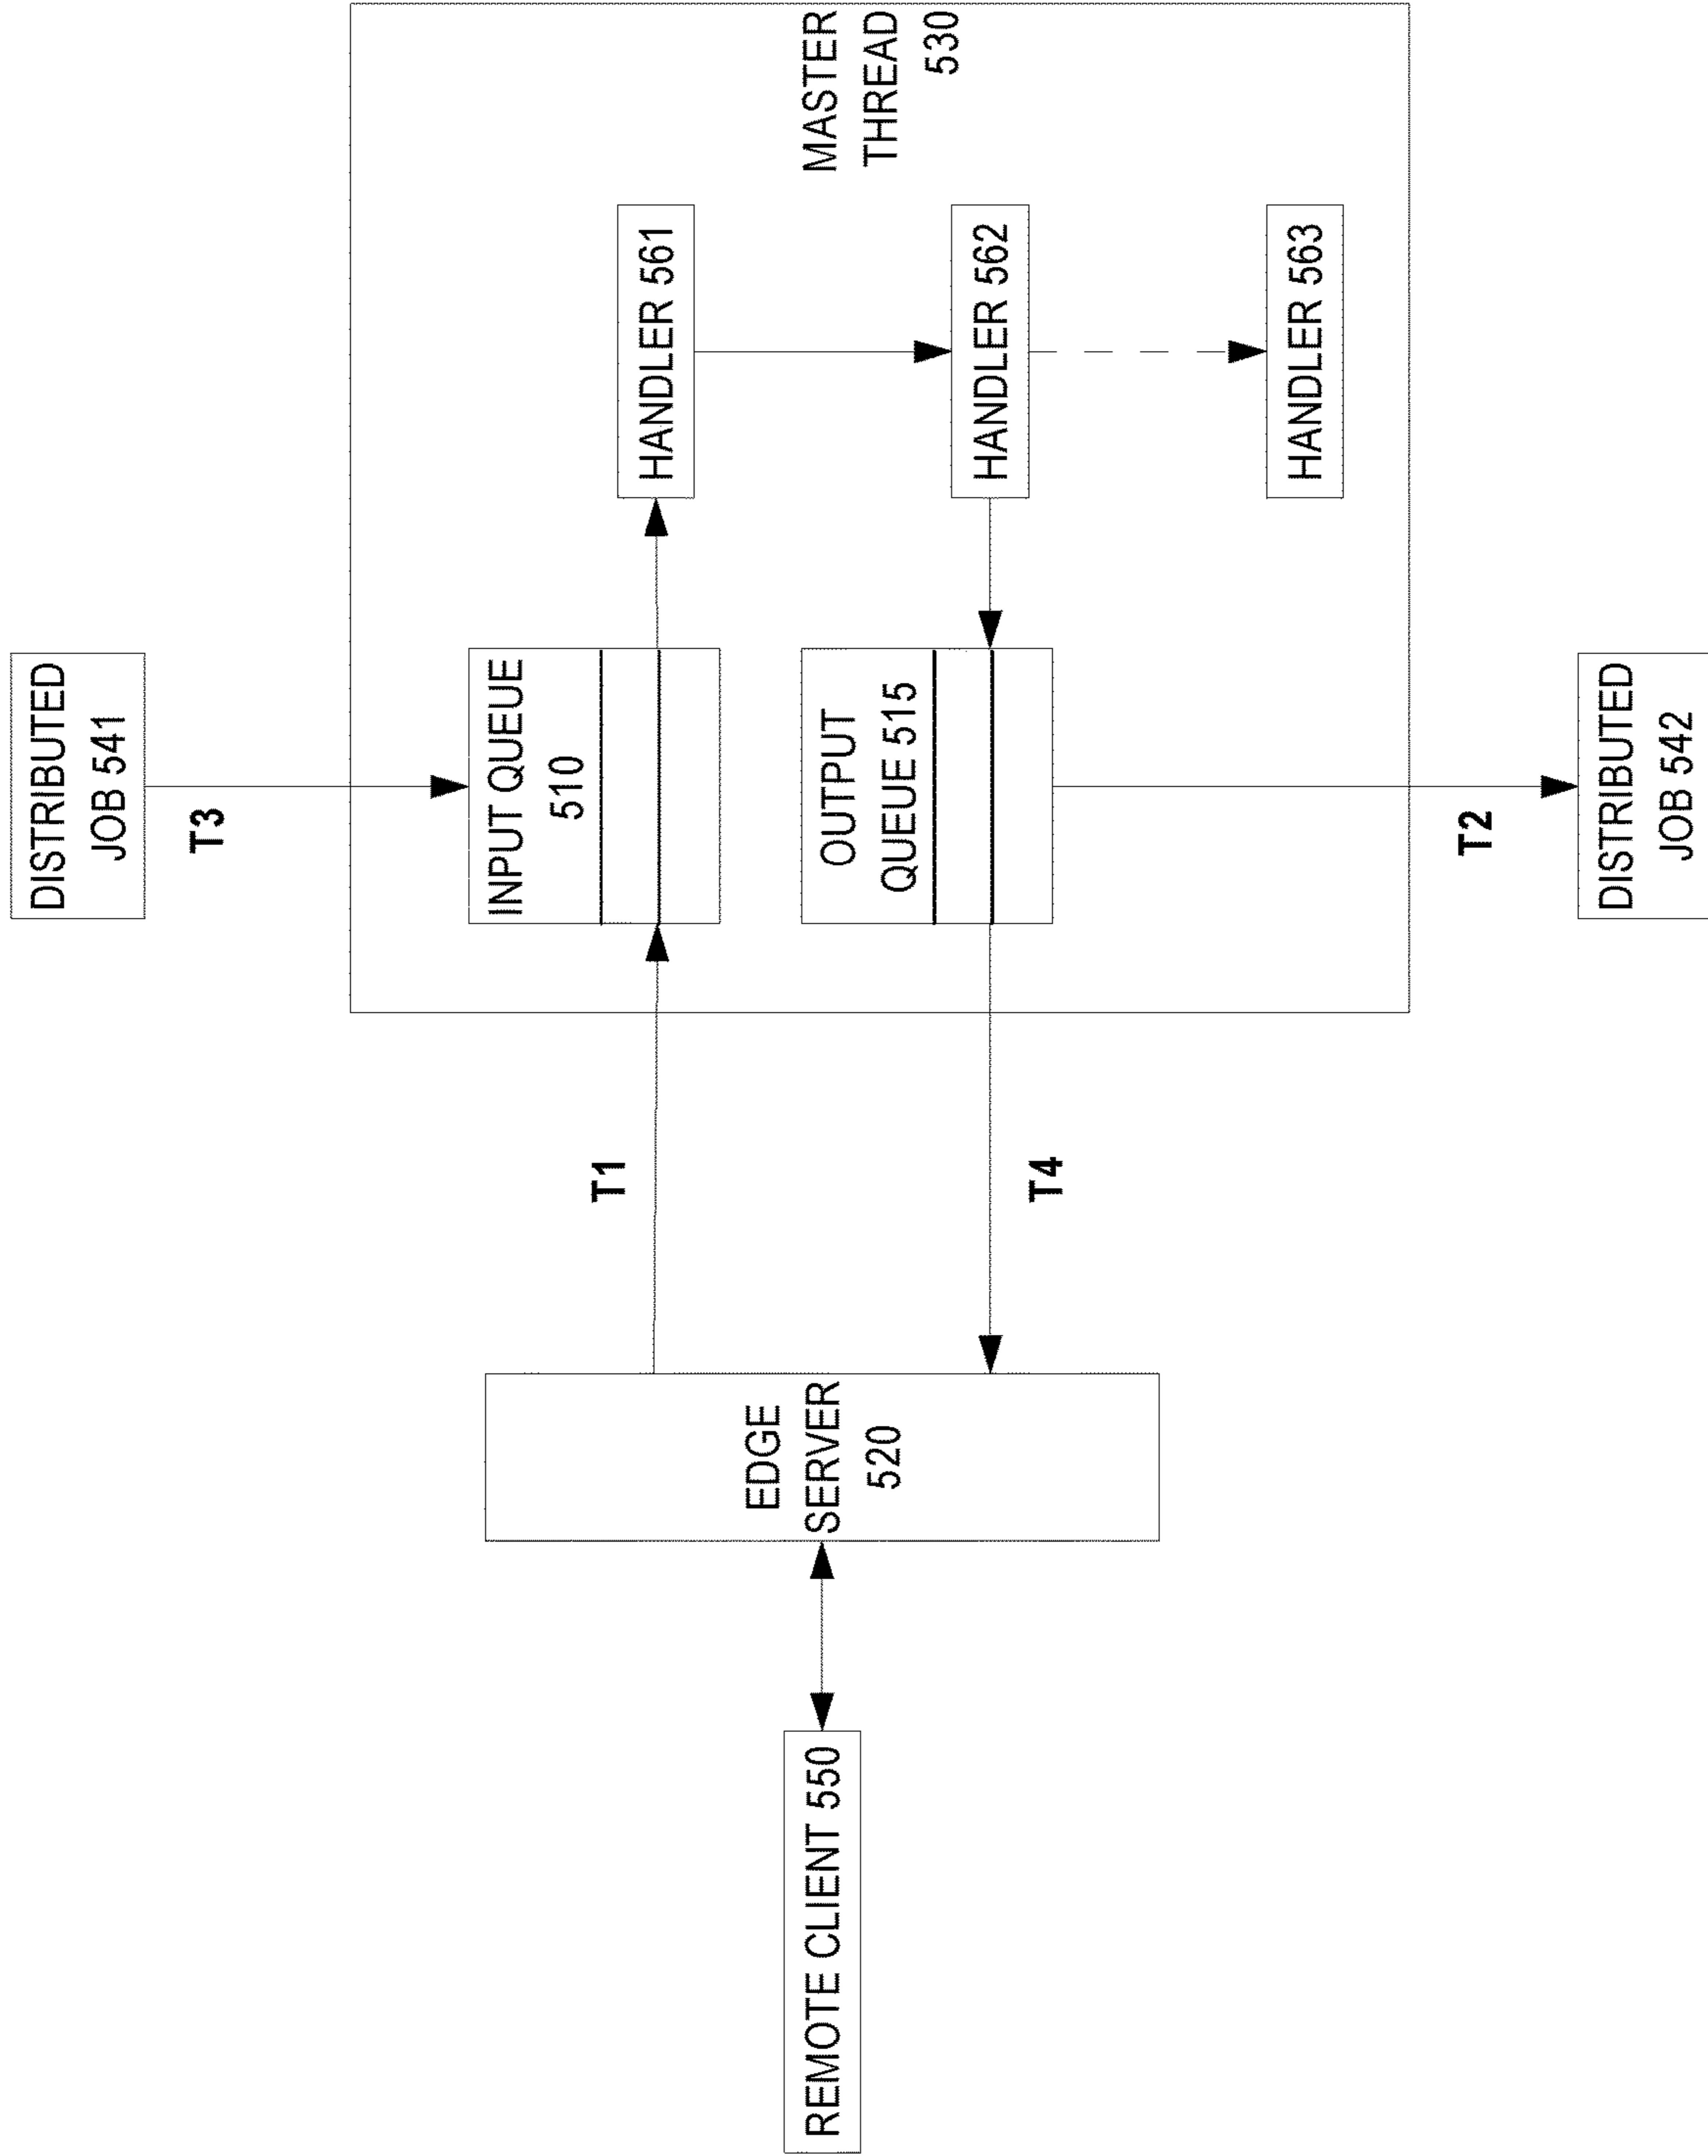 DISTRIBUTED
JOB 541
T3
INPUT QUEUE
510
HANDLER 561
MASTER
THREAD
530
T1
REMOTE CLIENT 550
EDGE
SERVER
520
OUTPUT
QUEUE 515
HANDLER 562
T4
HANDLER 563
T2
DISTRIBUTED
JOB 542